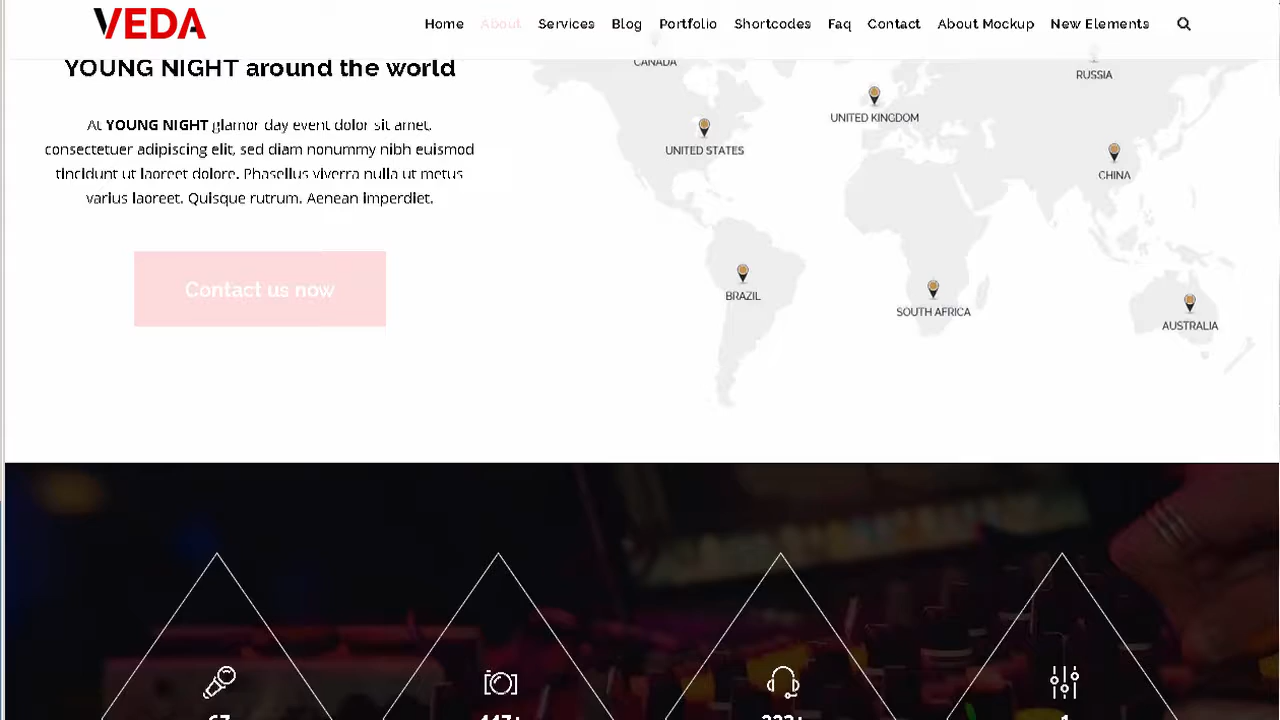 VEDA
Home About Services Blog Portfolio Shortcodes Faq Contact About Mockup New Elements
YOUNG NIGHT around the world
At YOUNG NIGHT glamor day event dolor sit amet,
consectetuer adipiscing elit, sed diam nonummy nibh euismod
tincidunt ut laoreet dolore. Phasellus viverra nulla ut metus
varius laoreet. Quisque rutrum. Aenean imperdiet.
Contact us now
CANADA
RUSSIA
UNITED KINGDOM
UNITED STATES
CHINA
BRAZIL
SOUTH AFRICA
AUSTRALIA